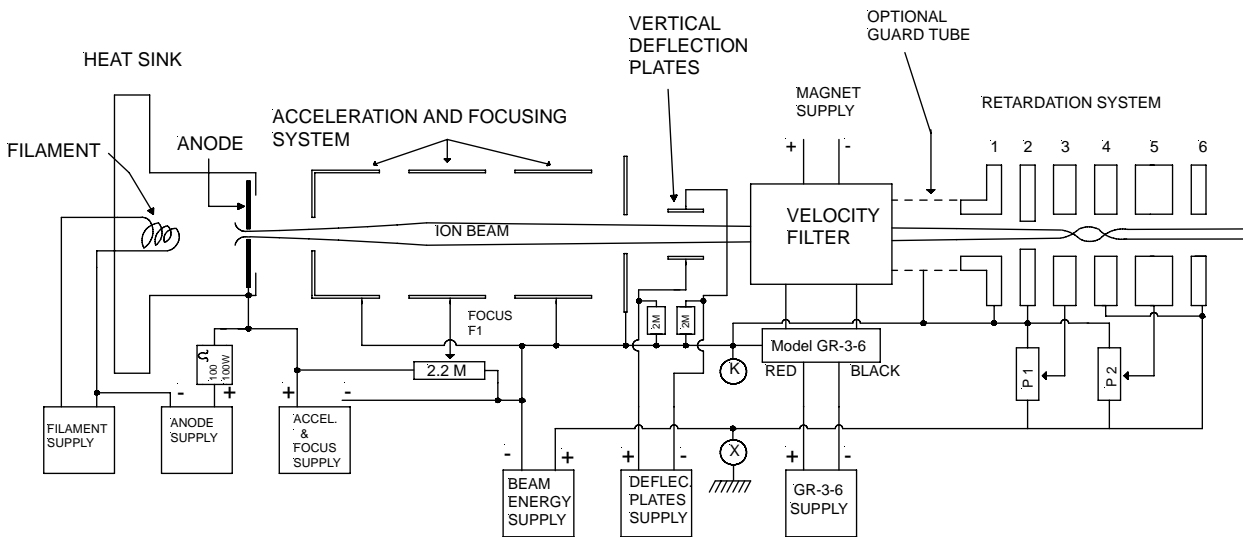 OPTIONAL
GUARD TUBE
VERTICAL
DEFLECTION
PLATES
HEAT SINK
MAGNET
SUPPLY
RETARDATION SYSTEM
ACCELERATION AND FOCUSING
SYSTEM
FILAMENT
ANODE
+ -
1 2 3 4 5 6
ION BEAM
VELOCITY
FILTER
FOCUS
F1
2M
2M
Model GR-3-6
RED
BLACK
K
2.2 M
100 Ω
100W
P 1
P 2
- +
+ -
FILAMENT
SUPPLY
ANODE
SUPPLY
ACCEL.
&
FOCUS
SUPPLY
X
- +
+ -
+ -
BEAM
ENERGY
SUPPLY
DEFLEC.
PLATES
SUPPLY
GR-3-6
SUPPLY